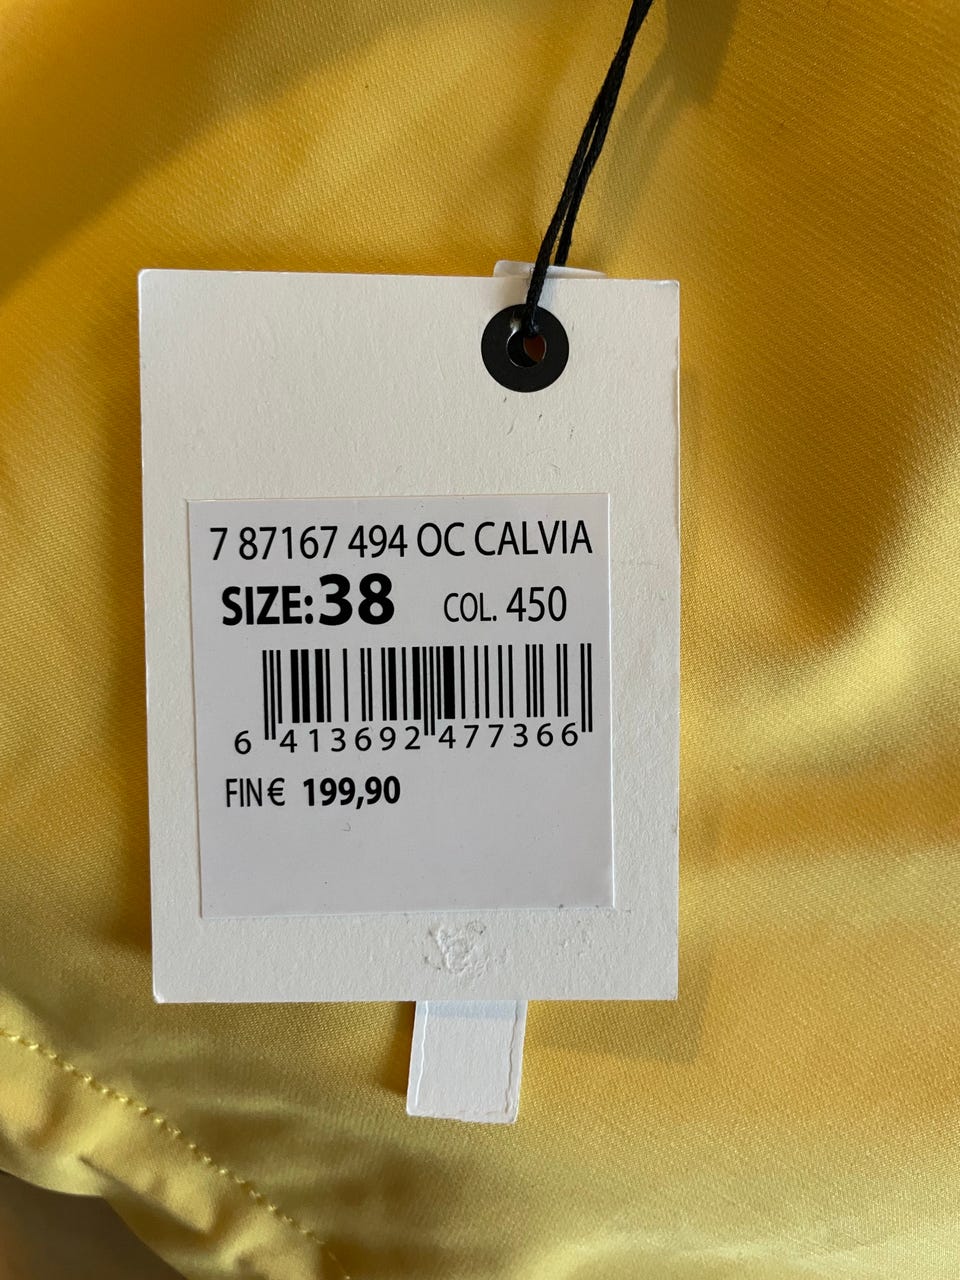 7 87167 494 OC CALVIA
SIZE:38 COL. 450
6 413692 477366
FIN€ 199,90